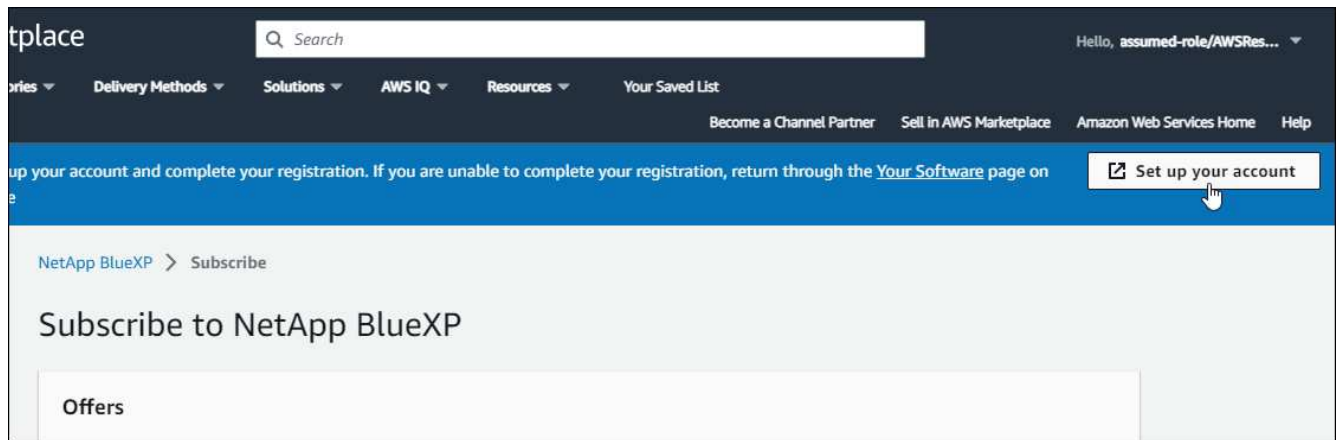 tplace
Search
Hello, assumed-role/AWSRes...
ories Delivery Methods Solutions AWS IQ Resources Your Saved List
Become a Channel Partner Sell in AWS Marketplace Amazon Web Services Home Help
up your account and complete your registration. If you are unable to complete your registration, return through the Your Software page on
e
Set up your account
NetApp BlueXP > Subscribe
Subscribe to NetApp BlueXP
Offers